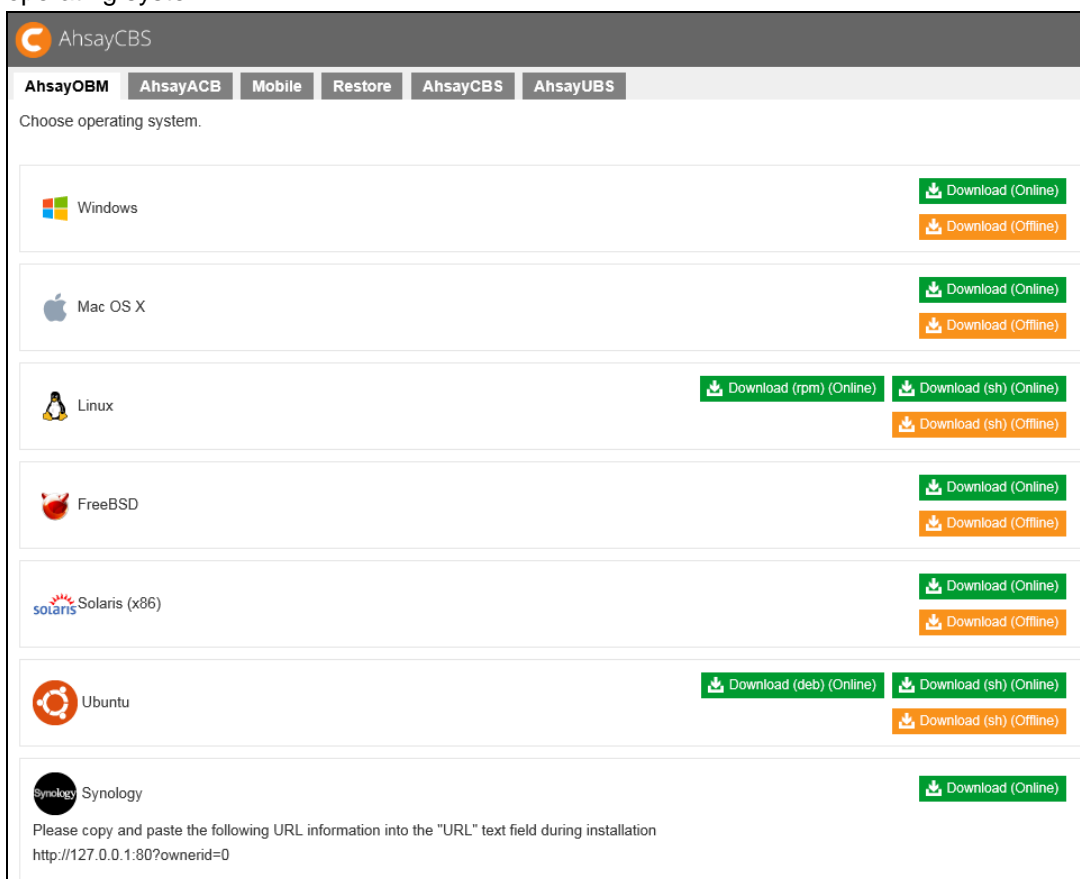 AhsayCBS
AhsayOBM AhsayACB Mobile Restore AhsayCBS AhsayUBS
Choose operating system.
Windows
Download (Online)
Download (Offline)
Mac OS X
Download (Online)
Download (Offline)
Linux
Download (rpm) (Online) Download (sh) (Online)
Download (sh) (Offline)
FreeBSD
Download (Online)
Download (Offline)
solaris Solaris (x86)
Download (Online)
Download (Offline)
Ubuntu
Download (deb) (Online) Download (sh) (Online)
Download (sh) (Offline)
Synology Synology
Download (Online)
Please copy and paste the following URL information into the "URL" text field during installation
http://127.0.0.1:80?ownerid=0